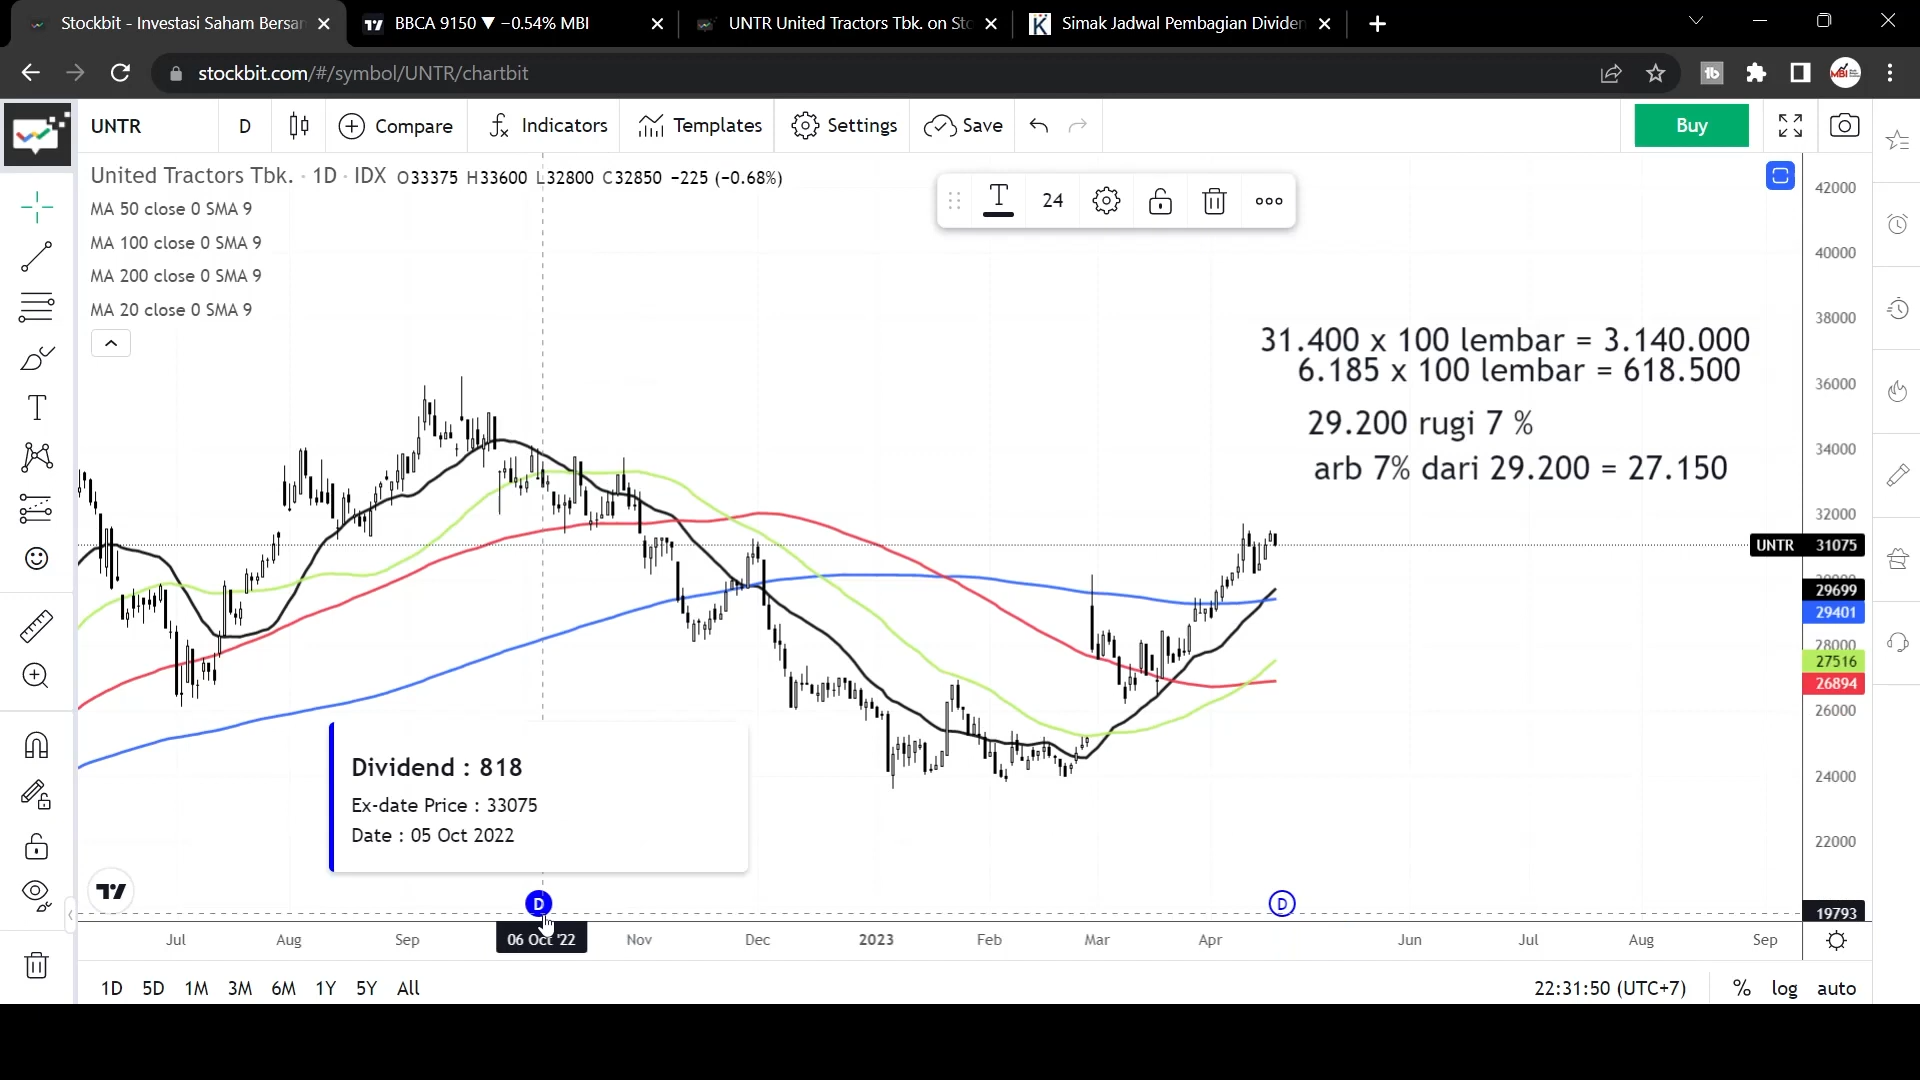 Stockbit - Investasi Saham Bersar
BBCA 9150 ▼ −0.54% MBI
UNTR United Tractors Tbk. on Sto
Simak Jadwal Pembagian Dividen
stockbit.com/#/symbol/UNTR/chartbit
UNTR
D
Compare
Indicators
Templates
Settings
Save
Buy
United Tractors Tbk. · 1D · IDX O33375 H33600 L32800 C32850 −225 (−0.68%)
MA 50 close 0 SMA 9
MA 100 close 0 SMA 9
MA 200 close 0 SMA 9
MA 20 close 0 SMA 9
T 24
42000
40000
38000
36000
34000
32000
UNTR 31075
29699
29401
28000
27516
26894
26000
24000
22000
19793
31.400 x 100 lembar = 3.140.000
6.185 x 100 lembar = 618.500
29.200 rugi 7 %
arb 7% dari 29.200 = 27.150
Dividend : 818
Ex-date Price : 33075
Date : 05 Oct 2022
D
D
Jul
Aug
Sep
06 Oct '22
Nov
Dec
2023
Feb
Mar
Apr
Jun
Jul
Aug
Sep
1D 5D 1M 3M 6M 1Y 5Y All
22:31:50 (UTC+7)
% log auto